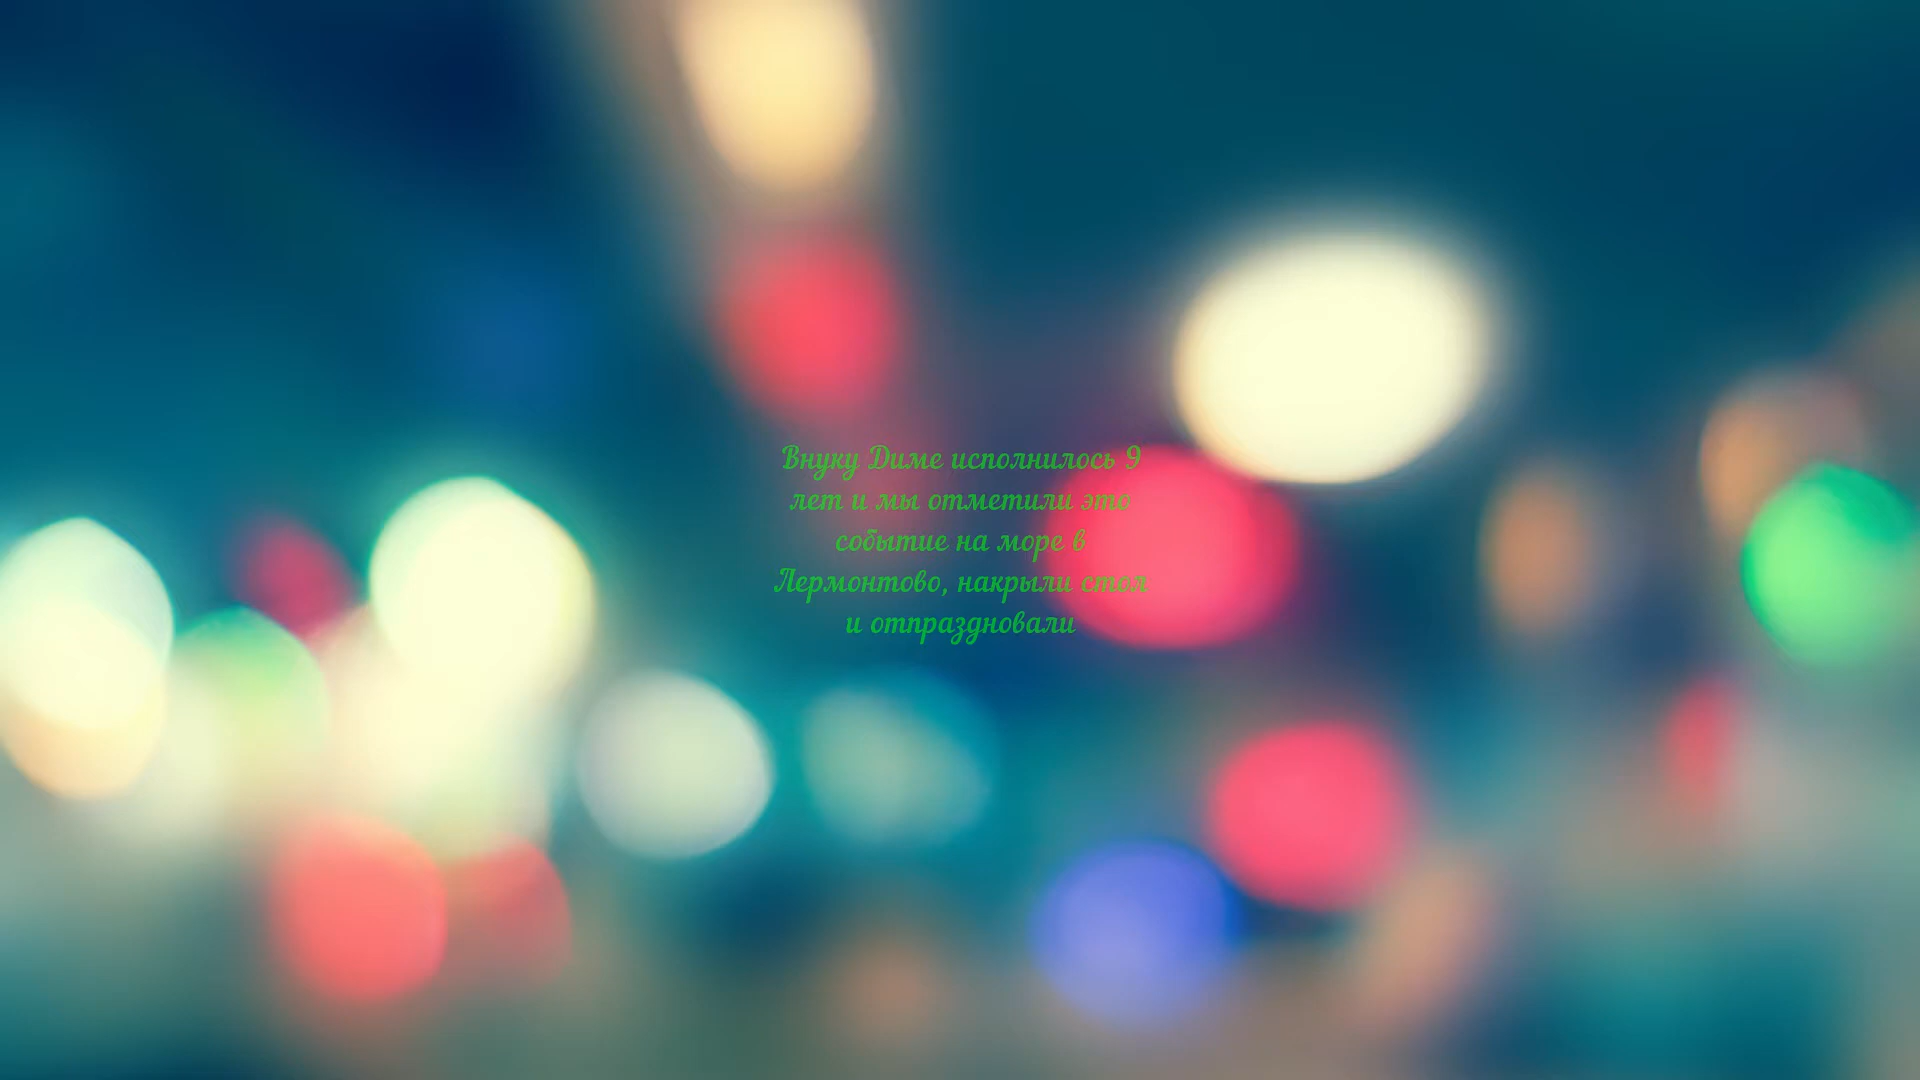 Внуку Диме исполнилось 9
лет и мы отметили это
событие на море в
Лермонтово, накрыли стол
и отпраздновали